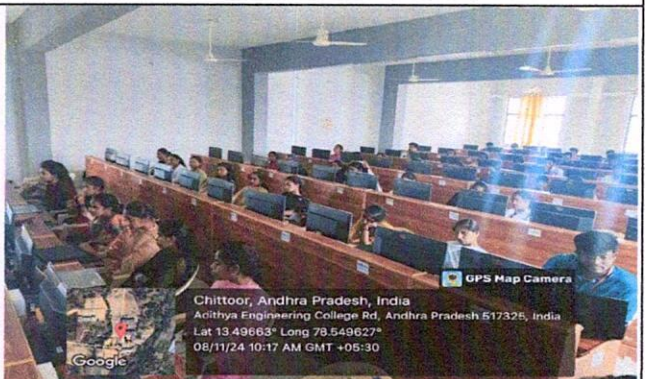 GPS Map Camera
Chittoor, Andhra Pradesh, India
Adithya Engineering College Rd, Andhra Pradesh 517325, India
Lat 13.49663° Long 78.549627°
08/11/24 10:17 AM GMT +05:30
Google